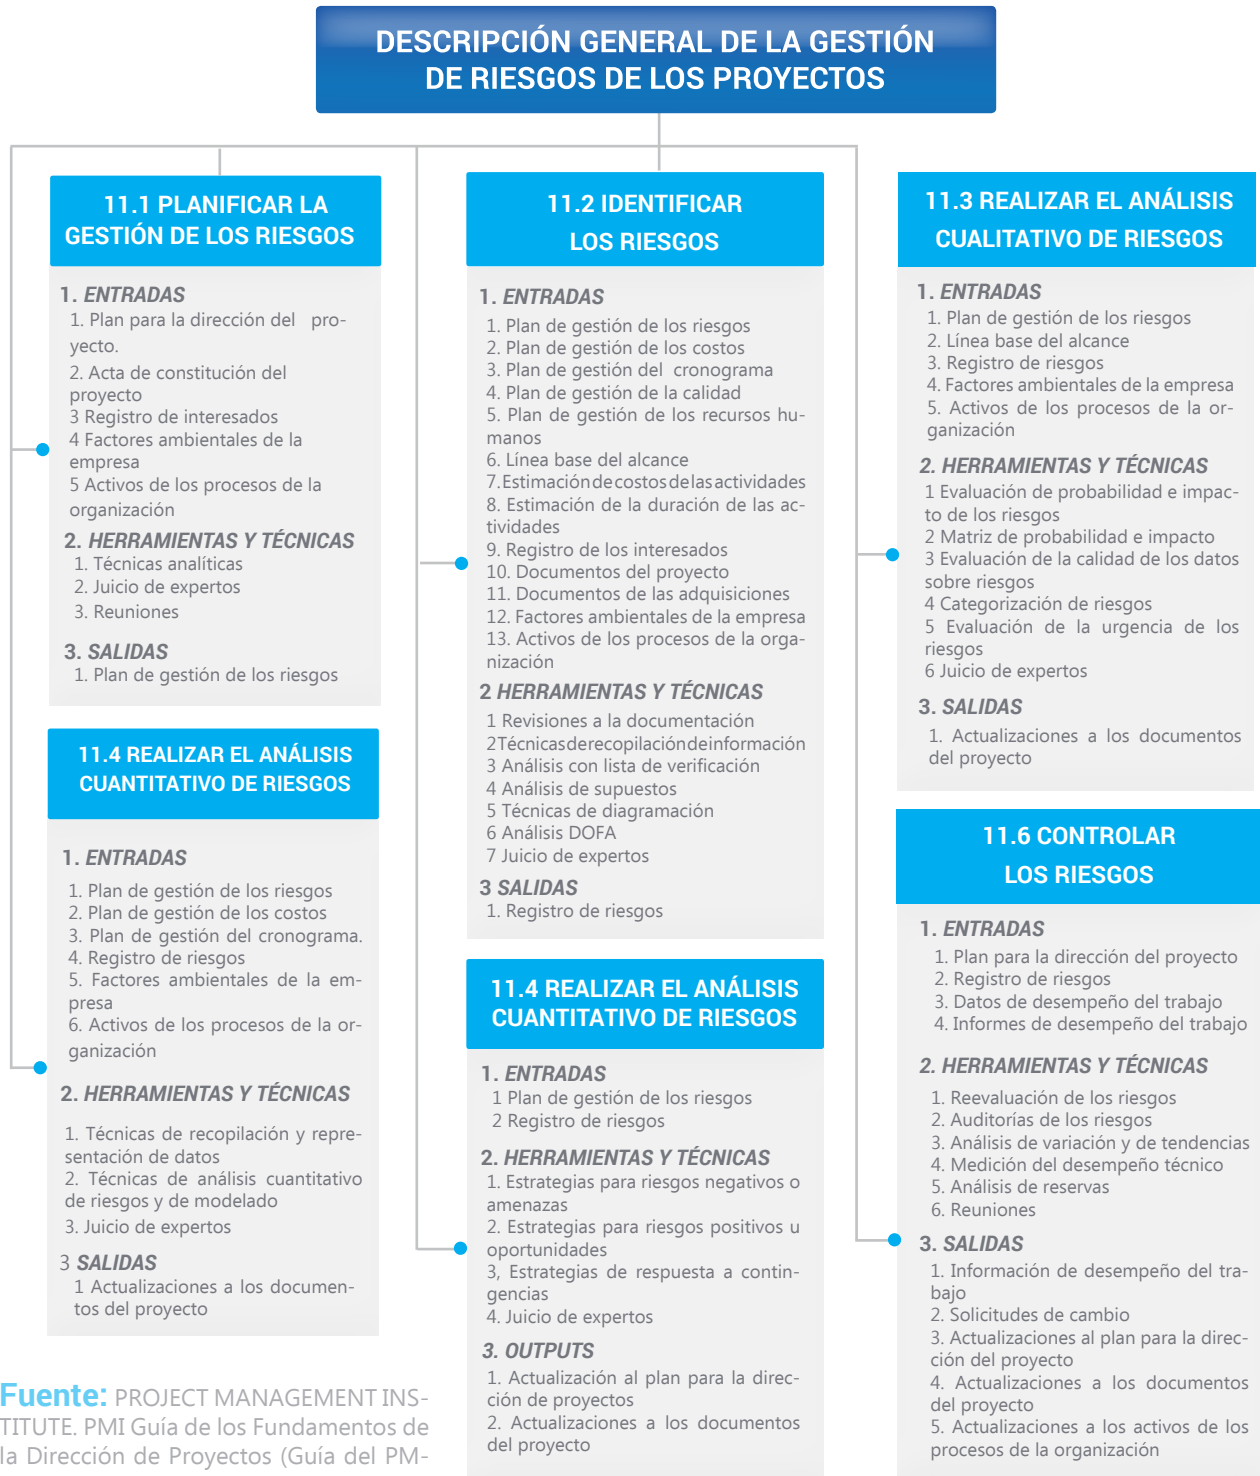 DESCRIPCIÓN GENERAL DE LA GESTIÓN
DE RIESGOS DE LOS PROYECTOS
11.1 PLANIFICAR LA
GESTIÓN DE LOS RIESGOS
1. ENTRADAS
1. Plan para la dirección del pro-
yecto.
2. Acta de constitución del
proyecto
3 Registro de interesados
4 Factores ambientales de la
empresa
5 Activos de los procesos de la
organización
2. HERRAMIENTAS Y TÉCNICAS
1. Técnicas analíticas
2. Juicio de expertos
3. Reuniones
3. SALIDAS
1. Plan de gestión de los riesgos
11.2 IDENTIFICAR
LOS RIESGOS
1. ENTRADAS
1. Plan de gestión de los riesgos
2. Plan de gestión de los costos
3. Plan de gestión del cronograma
4. Plan de gestión de la calidad
5. Plan de gestión de los recursos hu-
manos
6. Línea base del alcance
7.Estimación de costos de las actividades
8. Estimación de la duración de las ac-
tividades
9. Registro de los interesados
10. Documentos del proyecto
11. Documentos de las adquisiciones
12. Factores ambientales de la empresa
13. Activos de los procesos de la orga-
nización
2 HERRAMIENTAS Y TÉCNICAS
1 Revisiones a la documentación
2 Técnicas de recopilación de información
3 Análisis con lista de verificación
4 Análisis de supuestos
5 Técnicas de diagramación
6 Análisis DOFA
7 Juicio de expertos
3 SALIDAS
1. Registro de riesgos
11.3 REALIZAR EL ANÁLISIS
CUALITATIVO DE RIESGOS
1. ENTRADAS
1. Plan de gestión de los riesgos
2. Línea base del alcance
3. Registro de riesgos
4. Factores ambientales de la empresa
5. Activos de los procesos de la or-
ganización
2. HERRAMIENTAS Y TÉCNICAS
1 Evaluación de probabilidad e impac-
to de los riesgos
2 Matriz de probabilidad e impacto
3 Evaluación de la calidad de los datos
sobre riesgos
4 Categorización de riesgos
5 Evaluación de la urgencia de los
riesgos
6 Juicio de expertos
3. SALIDAS
1. Actualizaciones a los documentos
del proyecto
11.4 REALIZAR EL ANÁLISIS
CUANTITATIVO DE RIESGOS
1. ENTRADAS
1. Plan de gestión de los riesgos
2. Plan de gestión de los costos
3. Plan de gestión del cronograma.
4. Registro de riesgos
5. Factores ambientales de la em-
presa
6. Activos de los procesos de la or-
ganización
2. HERRAMIENTAS Y TÉCNICAS
1. Técnicas de recopilación y repre-
sentación de datos
2. Técnicas de análisis cuantitativo
de riesgos y de modelado
3. Juicio de expertos
3 SALIDAS
1 Actualizaciones a los documen-
tos del proyecto
11.4 REALIZAR EL ANÁLISIS
CUANTITATIVO DE RIESGOS
1. ENTRADAS
1 Plan de gestión de los riesgos
2 Registro de riesgos
2. HERRAMIENTAS Y TÉCNICAS
1. Estrategias para riesgos negativos o
amenazas
2. Estrategias para riesgos positivos u
oportunidades
3, Estrategias de respuesta a contin-
gencias
4. Juicio de expertos
3. OUTPUTS
1. Actualización al plan para la direc-
ción de proyectos
2. Actualizaciones a los documentos
del proyecto
11.6 CONTROLAR
LOS RIESGOS
1. ENTRADAS
1. Plan para la dirección del proyecto
2. Registro de riesgos
3. Datos de desempeño del trabajo
4. Informes de desempeño del trabajo
2. HERRAMIENTAS Y TÉCNICAS
1. Reevaluación de los riesgos
2. Auditorías de los riesgos
3. Análisis de variación y de tendencias
4. Medición del desempeño técnico
5. Análisis de reservas
6. Reuniones
3. SALIDAS
1. Información de desempeño del tra-
bajo
2. Solicitudes de cambio
3. Actualizaciones al plan para la direc-
ción del proyecto
4. Actualizaciones a los documentos
del proyecto
5. Actualizaciones a los activos de los
procesos de la organización
Fuente: PROJECT MANAGEMENT INS-
TITUTE. PMI Guía de los Fundamentos de
la Dirección de Proyectos (Guía del PM-